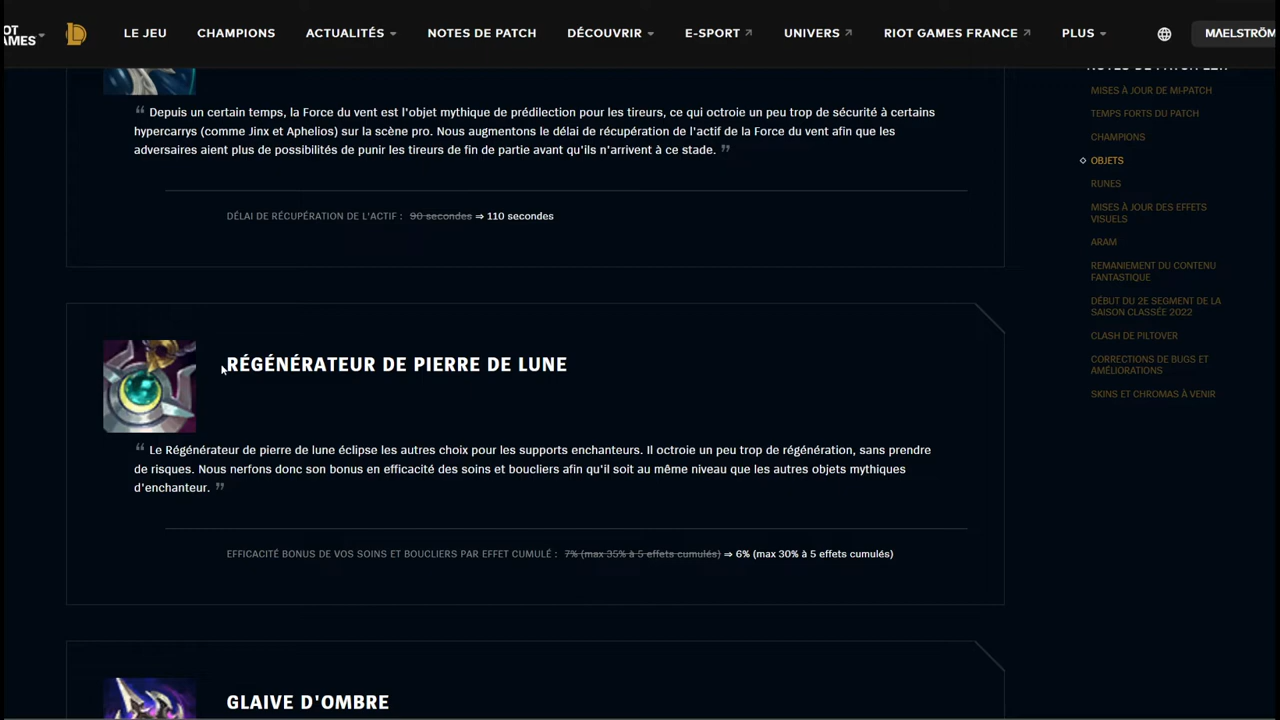 LE JEU CHAMPIONS ACTUALITÉS NOTES DE PATCH DÉCOUVRIR E-SPORT UNIVERS RIOT GAMES FRANCE PLUS MAELSTRÖM
“ Depuis un certain temps, la Force du vent est l'objet mythique de prédilection pour les tireurs, ce qui octroie un peu trop de sécurité à certains
hypercarrys (comme Jinx et Aphelios) sur la scène pro. Nous augmentons le délai de récupération de l'actif de la Force du vent afin que les
adversaires aient plus de possibilités de punir les tireurs de fin de partie avant qu'ils n'arrivent à ce stade. ”
DÉLAI DE RÉCUPÉRATION DE L'ACTIF : 90 secondes ⇒ 110 secondes
RÉGÉNÉRATEUR DE PIERRE DE LUNE
“ Le Régénérateur de pierre de lune éclipse les autres choix pour les supports enchanteurs. Il octroie un peu trop de régénération, sans prendre
de risques. Nous nerfons donc son bonus en efficacité des soins et boucliers afin qu'il soit au même niveau que les autres objets mythiques
d'enchanteur. ”
EFFICACITÉ BONUS DE VOS SOINS ET BOUCLIERS PAR EFFET CUMULÉ : 7% (max 35% à 5 effets cumulés) ⇒ 6% (max 30% à 5 effets cumulés)
GLAIVE D'OMBRE
MISES À JOUR DE MI-PATCH
TEMPS FORTS DU PATCH
CHAMPIONS
OBJETS
RUNES
MISES À JOUR DES EFFETS
VISUELS
ARAM
REMANIEMENT DU CONTENU
FANTASTIQUE
DÉBUT DU 2E SEGMENT DE LA
SAISON CLASSÉE 2022
CLASH DE PILTOVER
CORRECTIONS DE BUGS ET
AMÉLIORATIONS
SKINS ET CHROMAS À VENIR